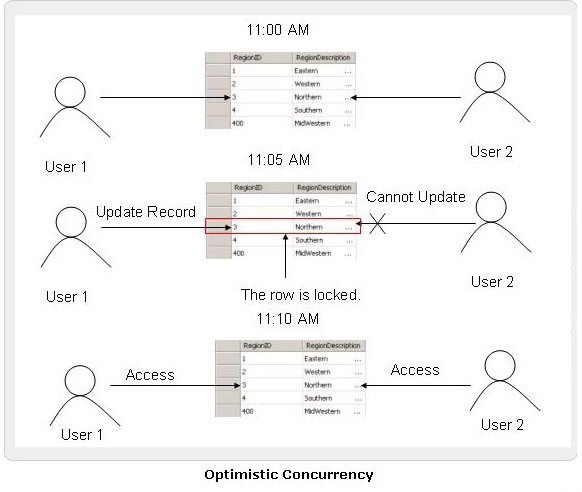 11:00 AM
RegionID RegionDescription
1 Eastern ...
2 Western ...
3 Northern ...
4 Southern ...
400 MidWestern ...
User 1
User 2
11:05 AM
RegionID RegionDescription
1 Eastern ...
2 Western ...
3 Northern ...
4 Southern ...
400 MidWestern ...
Update Record
Cannot Update
User 1
User 2
The row is locked.
11:10 AM
RegionID RegionDescription
1 Eastern ...
2 Western ...
3 Northern ...
4 Southern ...
400 MidWestern ...
Access
Access
User 1
User 2
Optimistic Concurrency